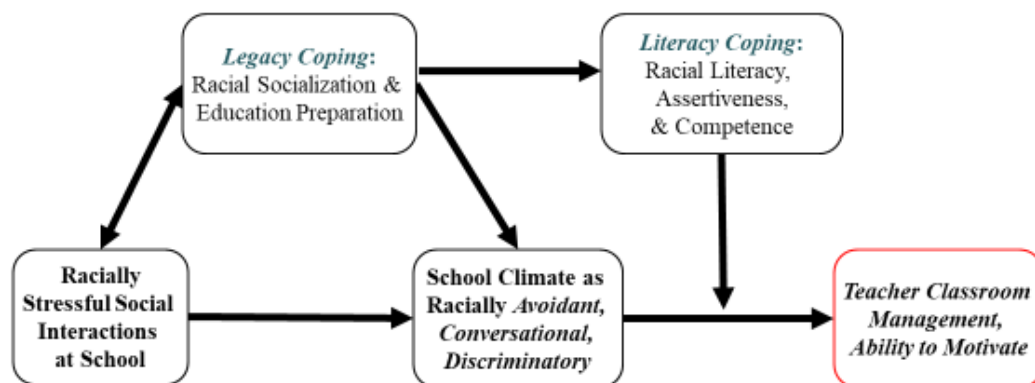 Legacy Coping:
Racial Socialization &
Education Preparation
Literacy Coping:
Racial Literacy,
Assertiveness,
& Competence
Racially
Stressful Social
Interactions
at School
School Climate as
Racially Avoidant,
Conversational,
Discriminatory
Teacher Classroom
Management,
Ability to Motivate